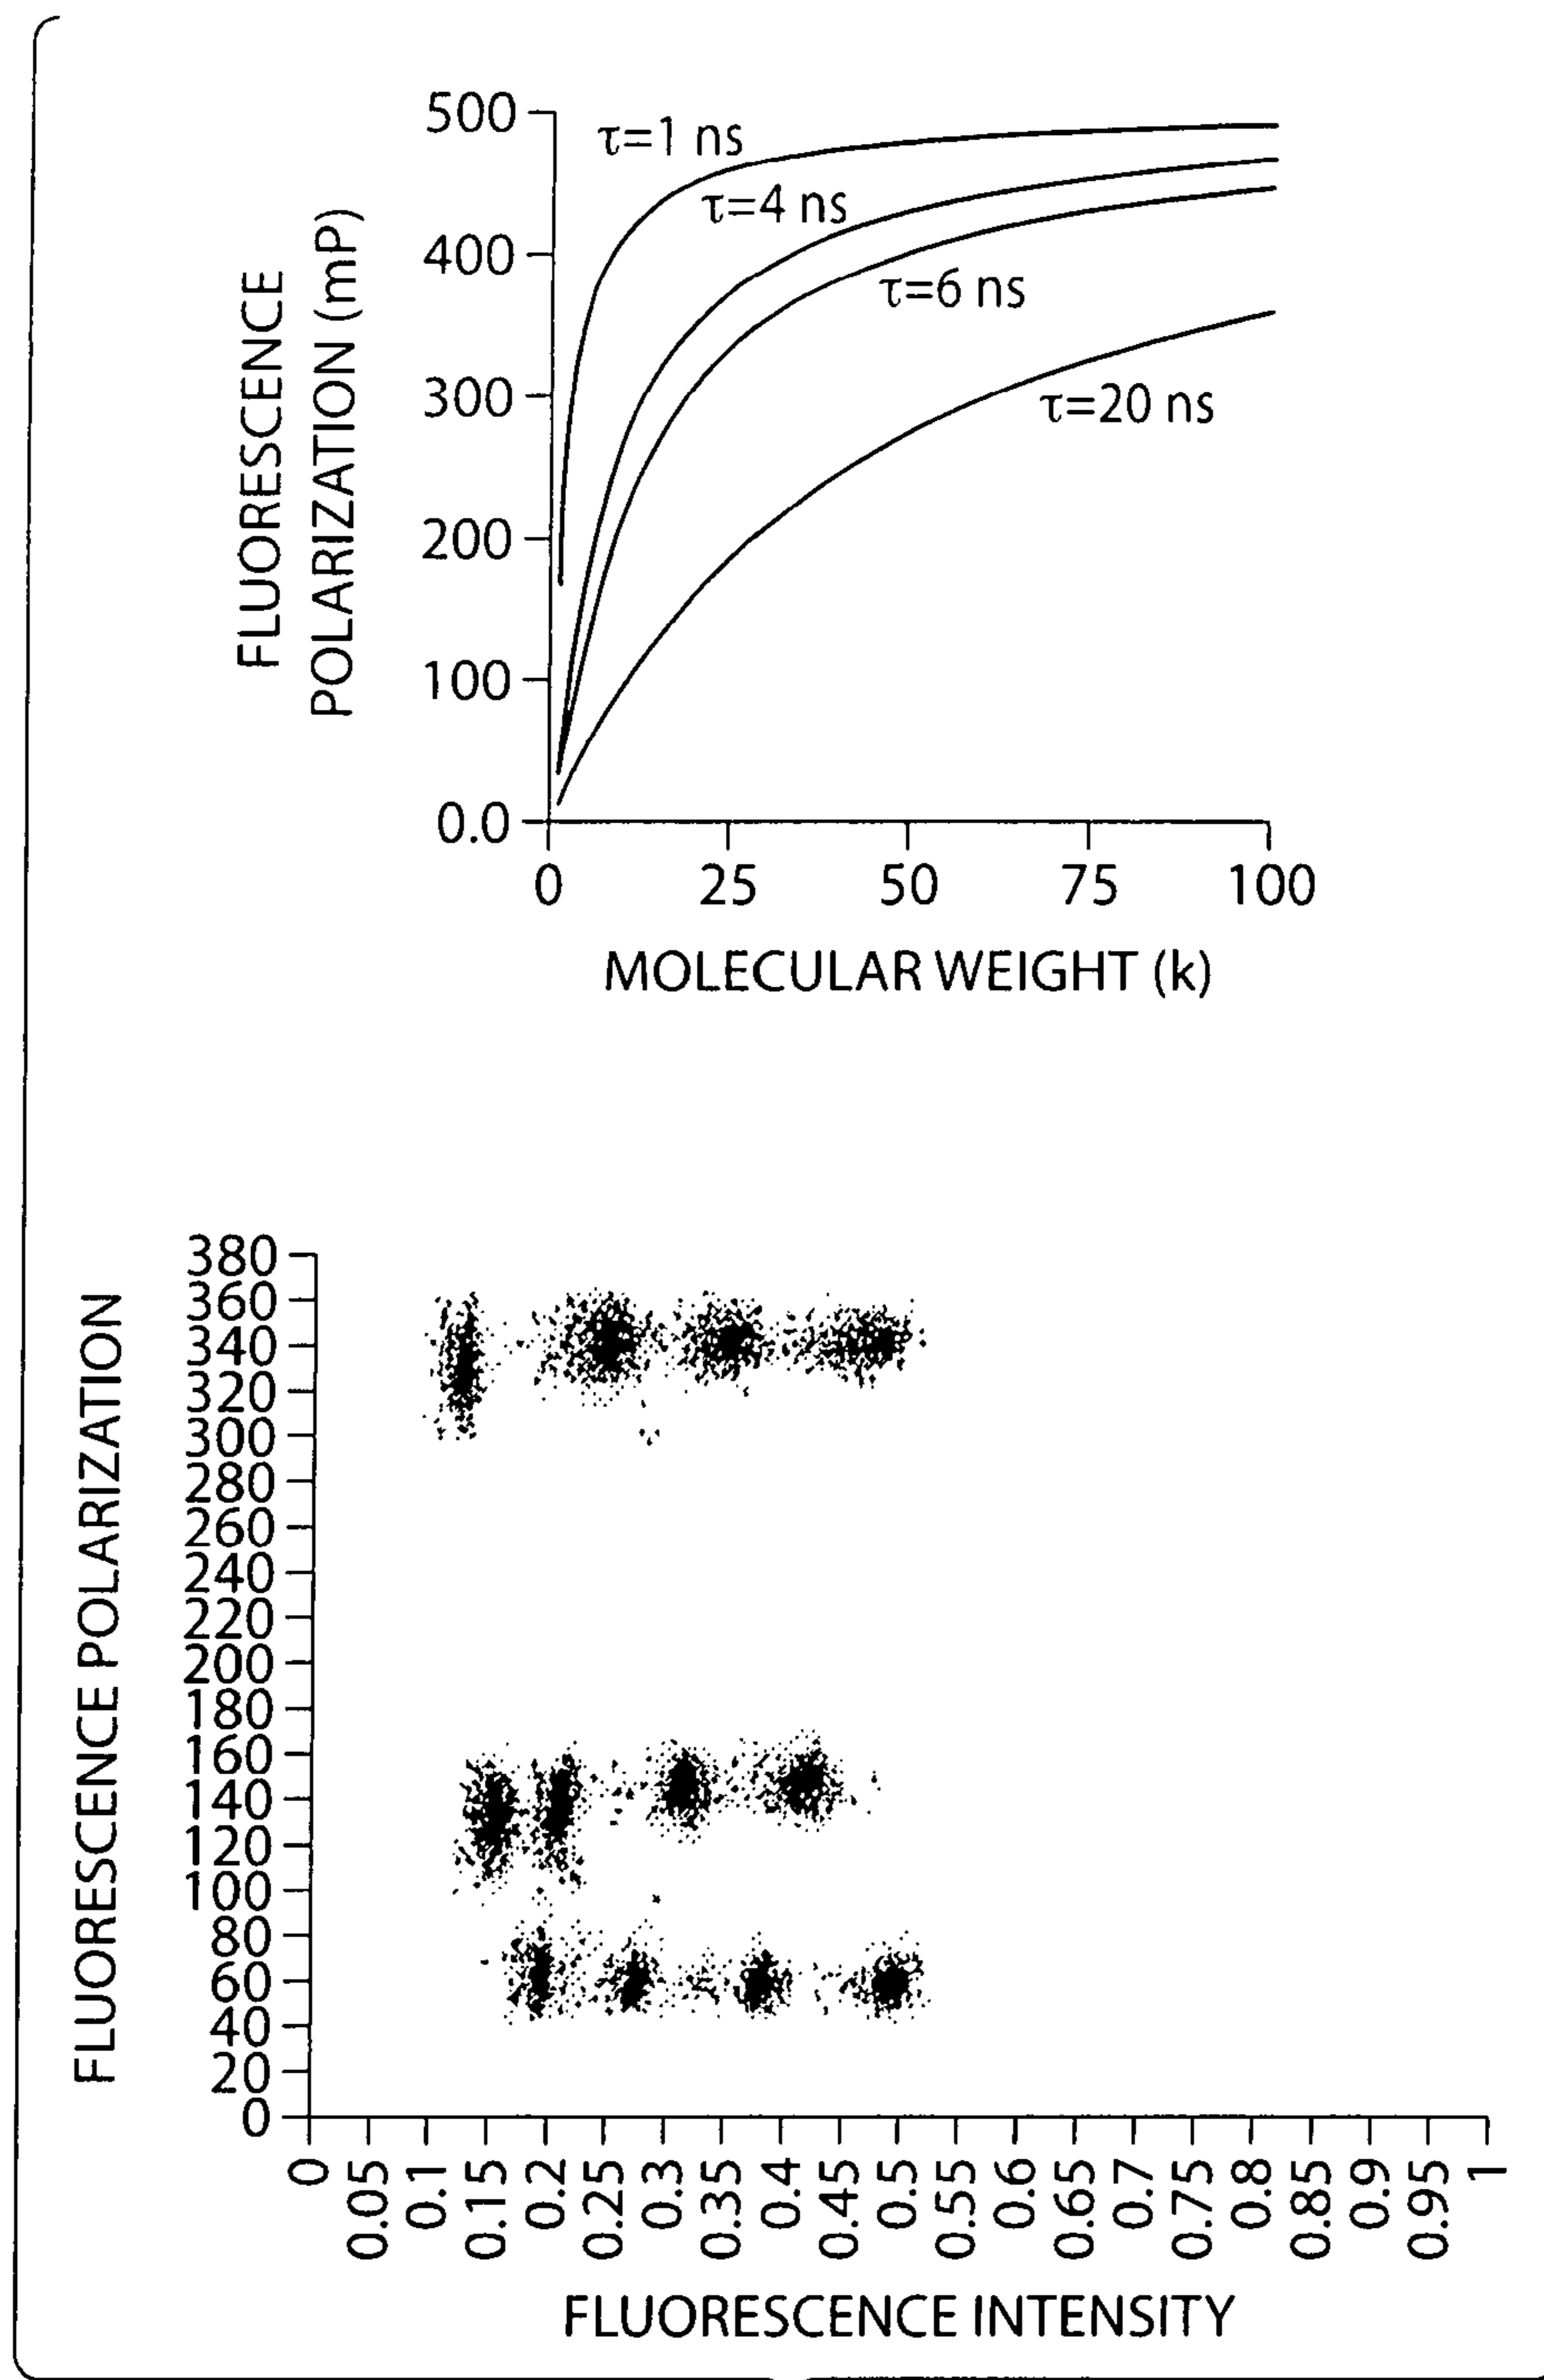 FLUORESCENCE
POLARIZATION (mP)
500
400
300
200
100
0.0
τ=1 ns
τ=4 ns
τ=6 ns
τ=20 ns
0 25 50 75 100
MOLECULAR WEIGHT (k)
FLUORESCENCE POLARIZATION
380
360
340
320
300
280
260
240
220
200
180
160
140
120
100
80
60
40
20
0
0 0.05 0.1 0.15 0.2 0.25 0.3 0.35 0.4 0.45 0.5 0.55 0.6 0.65 0.7 0.75 0.8 0.85 0.9 0.95 1
FLUORESCENCE INTENSITY